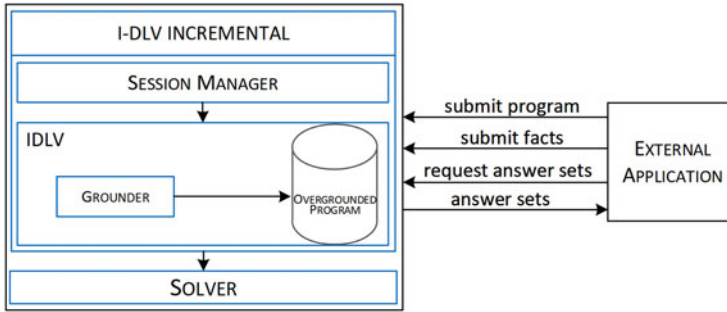 I-DLV INCREMENTAL
SESSION MANAGER
IDLV
GROUNDER
OVERGROUNDED
PROGRAM
SOLVER
submit program
submit facts
request answer sets
answer sets
EXTERNAL
APPLICATION